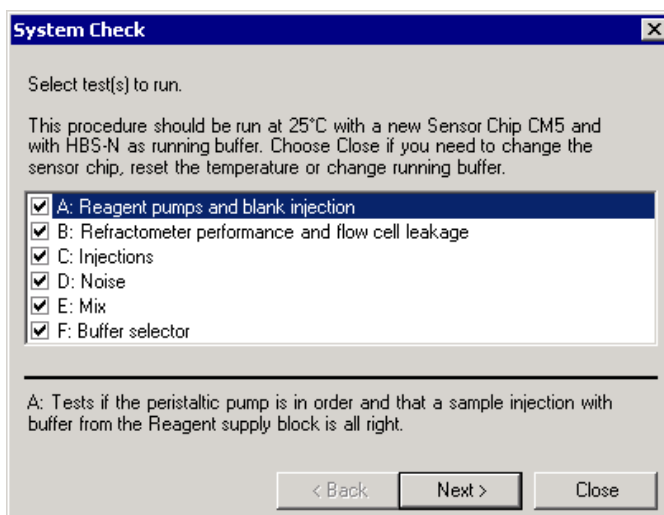 System Check
Select test(s) to run.
This procedure should be run at 25°C with a new Sensor Chip CM5 and
with HBS-N as running buffer. Choose Close if you need to change the
sensor chip, reset the temperature or change running buffer.
A: Reagent pumps and blank injection
B: Refractometer performance and flow cell leakage
C: Injections
D: Noise
E: Mix
F: Buffer selector
A: Tests if the peristaltic pump is in order and that a sample injection with
buffer from the Reagent supply block is all right.
< Back Next > Close